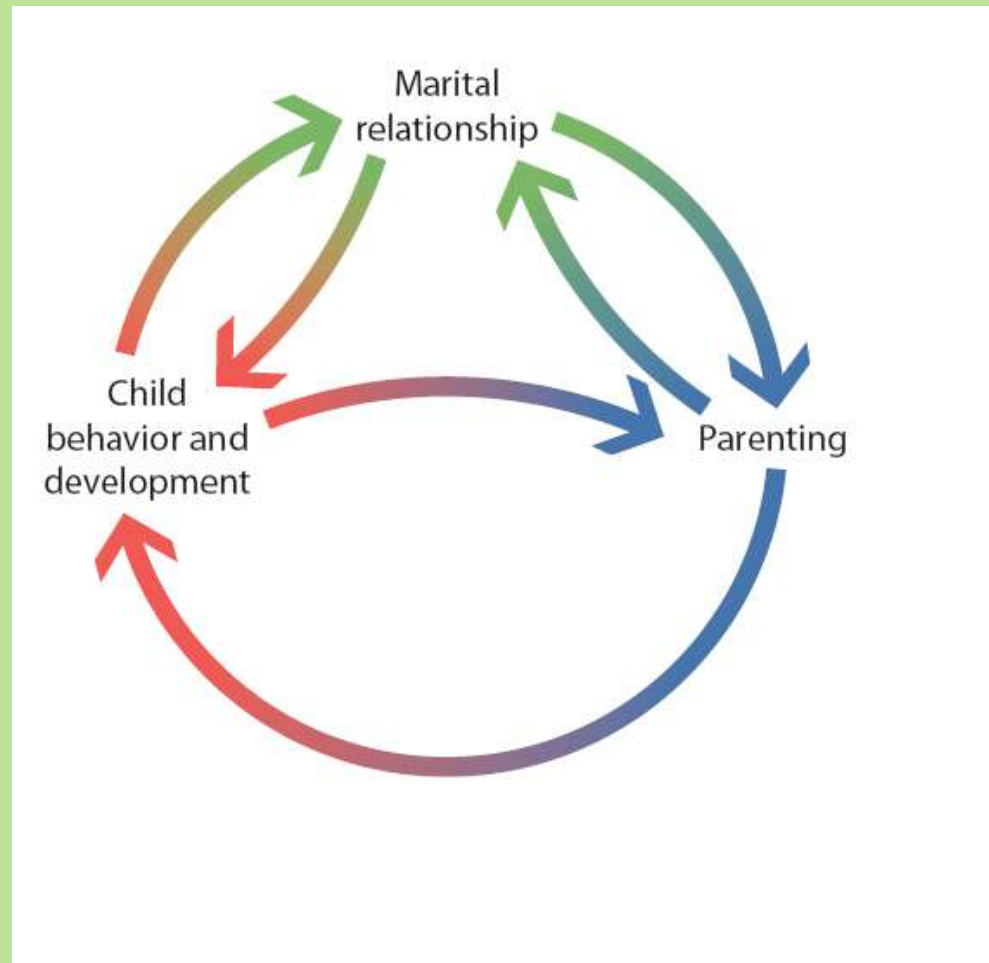 Marital
relationship
Child
behavior and
development
Parenting